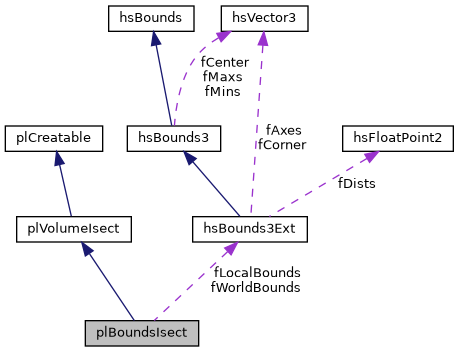 hsBounds
hsVector3
fCenter
fMaxs
fMins
plCreatable
hsBounds3
fAxes
fCorner
hsFloatPoint2
fDists
plVolumeIsect
hsBounds3Ext
fLocalBounds
fWorldBounds
plBoundsIsect